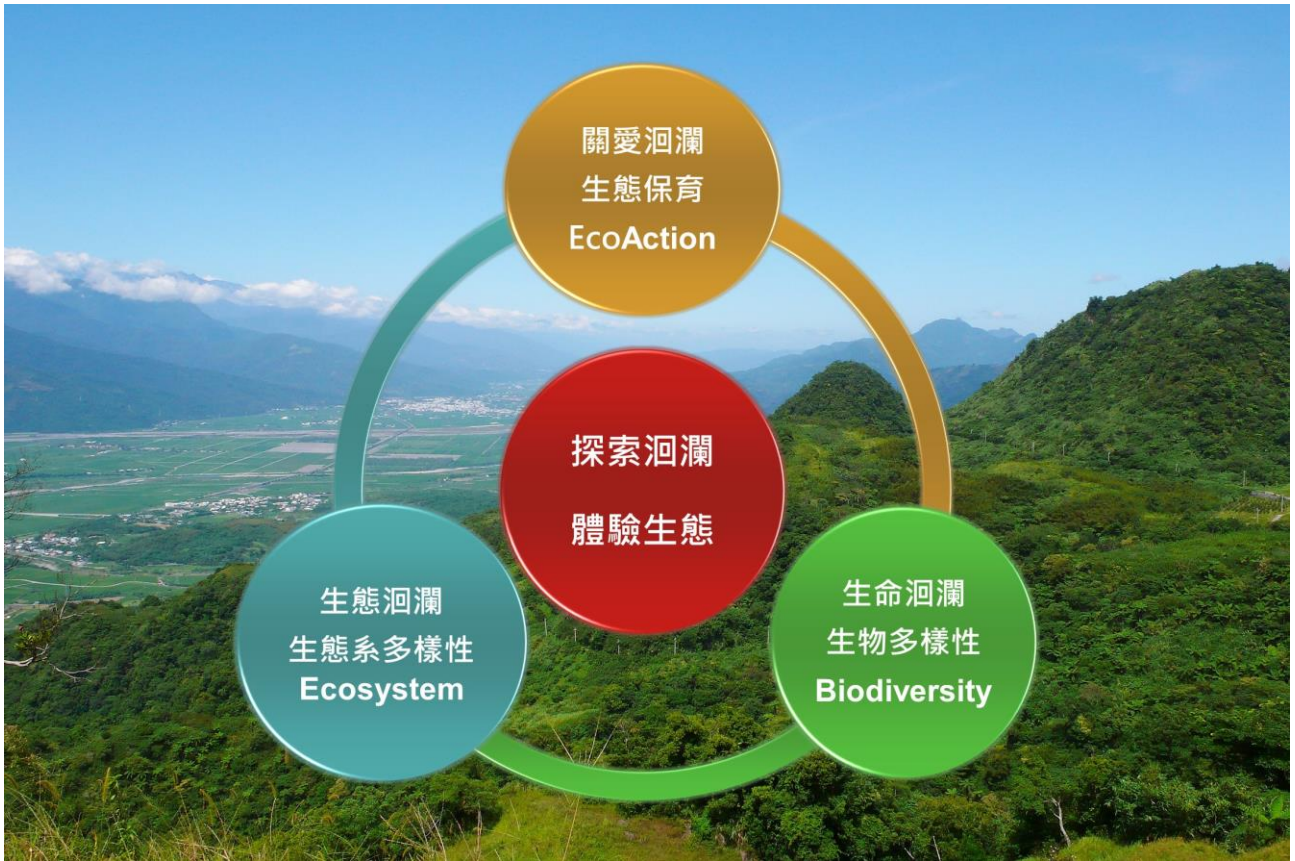 關愛洄瀾
生態保育
EcoAction
探索洄瀾
體驗生態
生態洄瀾
生態系多樣性
Ecosystem
生命洄瀾
生物多樣性
Biodiversity